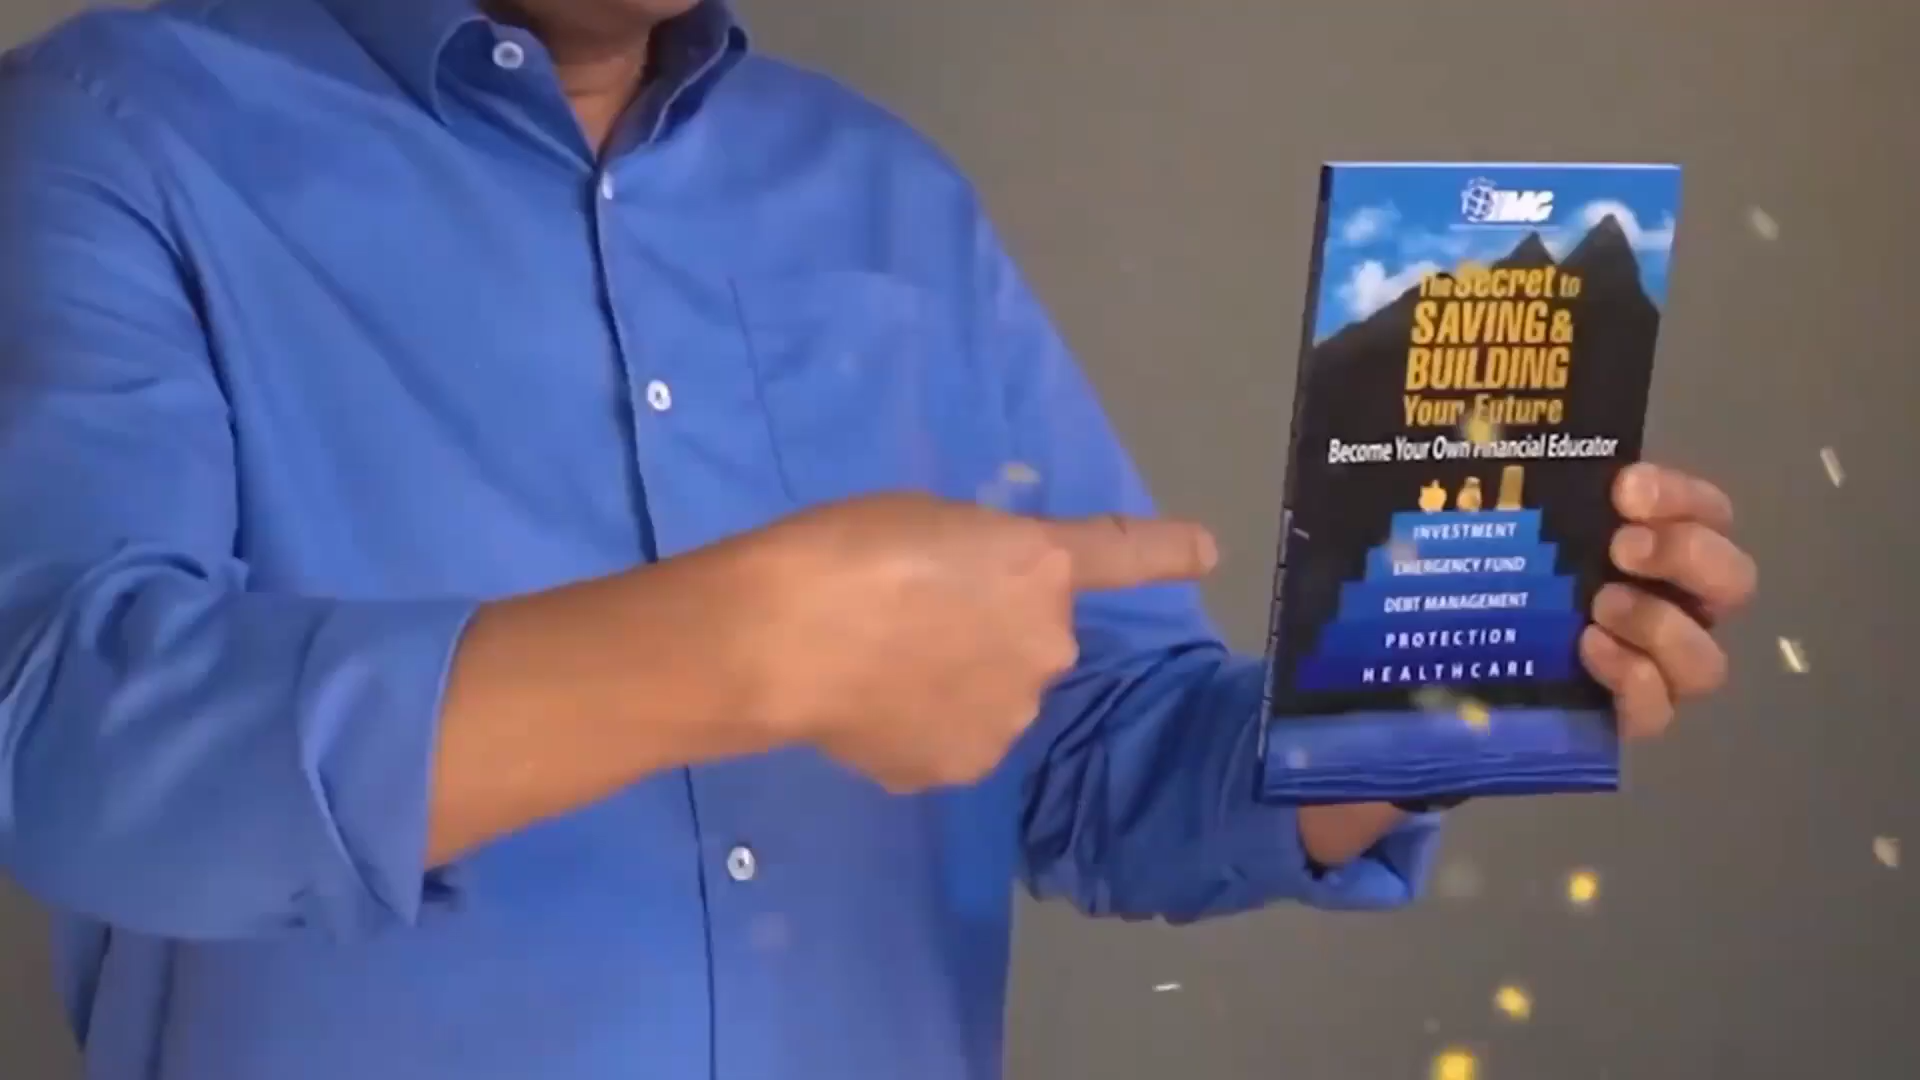 IMG
The Secret to
SAVING &
BUILDING
Your Future
Become Your Own Financial Educator
INVESTMENT
EMERGENCY FUND
DEBT MANAGEMENT
PROTECTION
HEALTHCARE